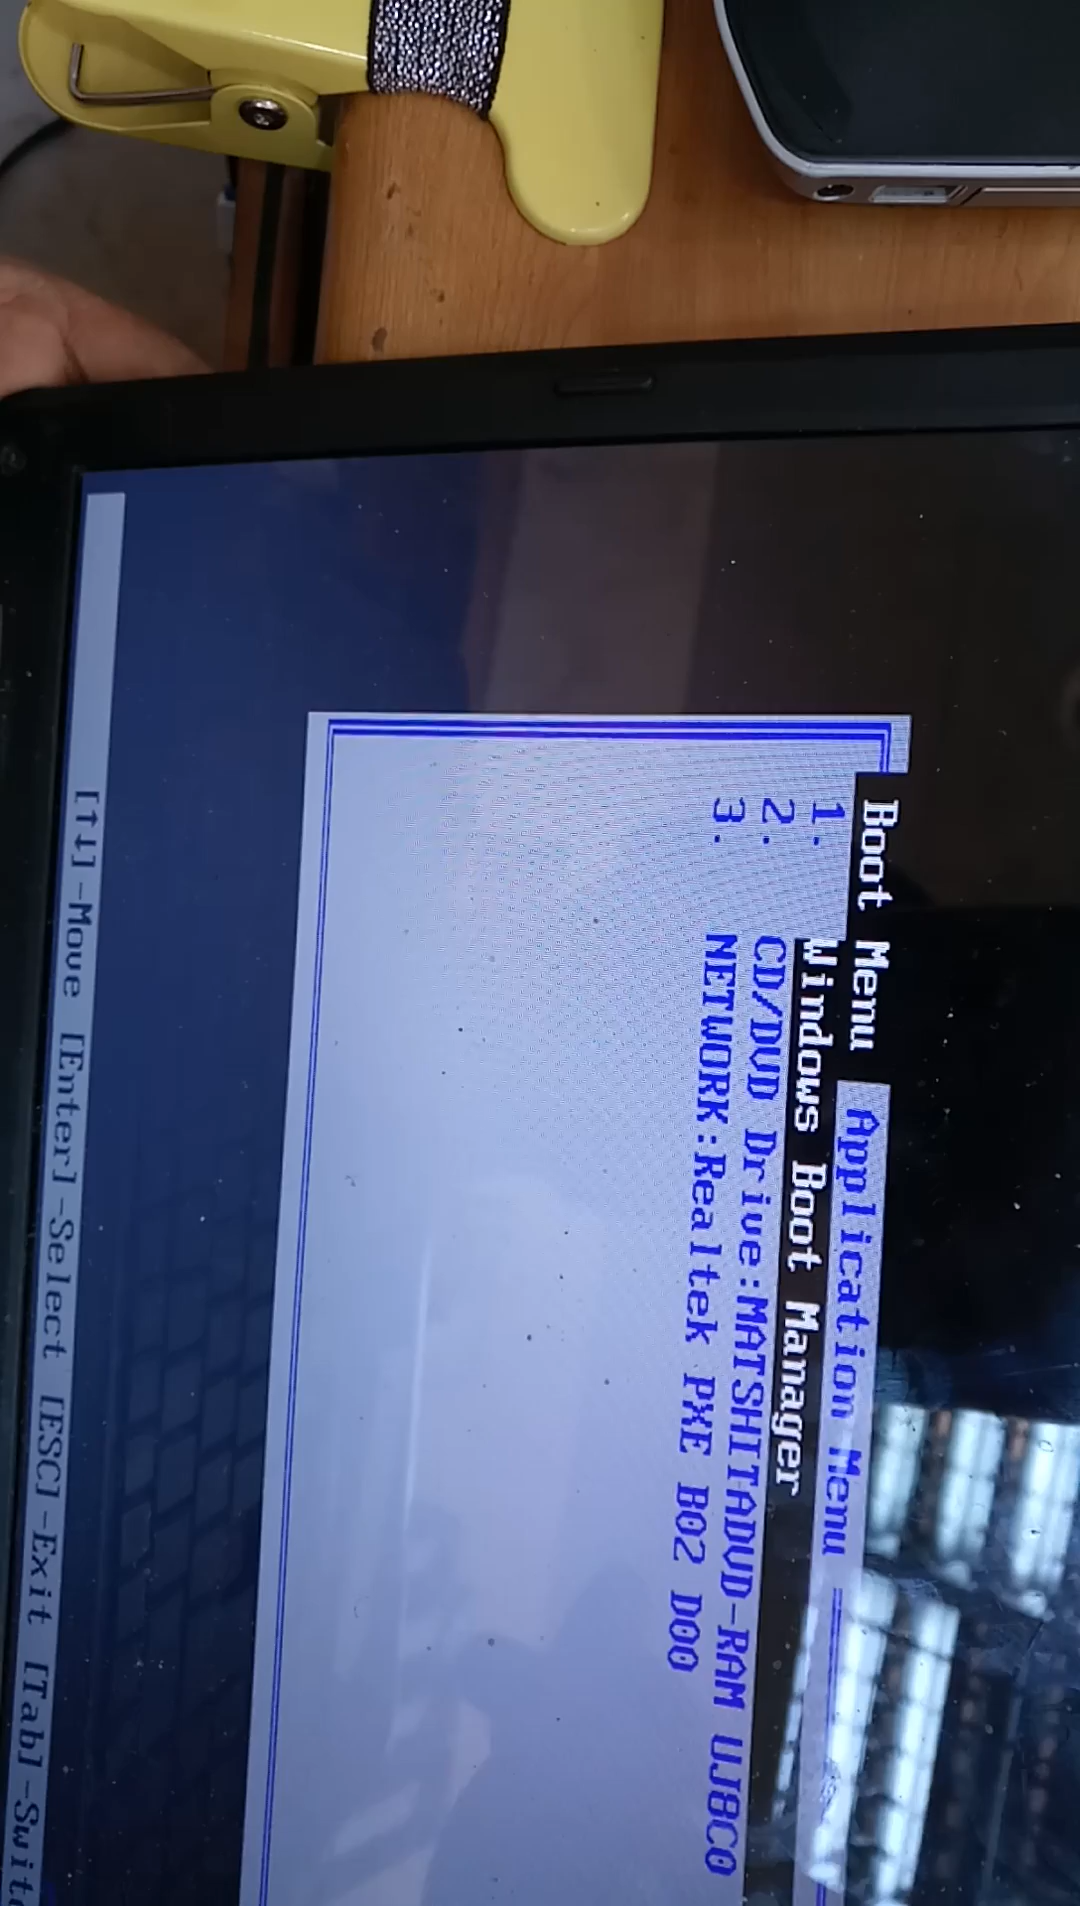 Boot Menu Application Menu
1. Windows Boot Manager
2. CD/DVD Drive:MATSHITADVD-RAM UJ8C0
3. NETWORK:Realtek PXE B02 D00
[↑↓]-Move [Enter]-Select [ESC]-Exit [Tab]-Switc